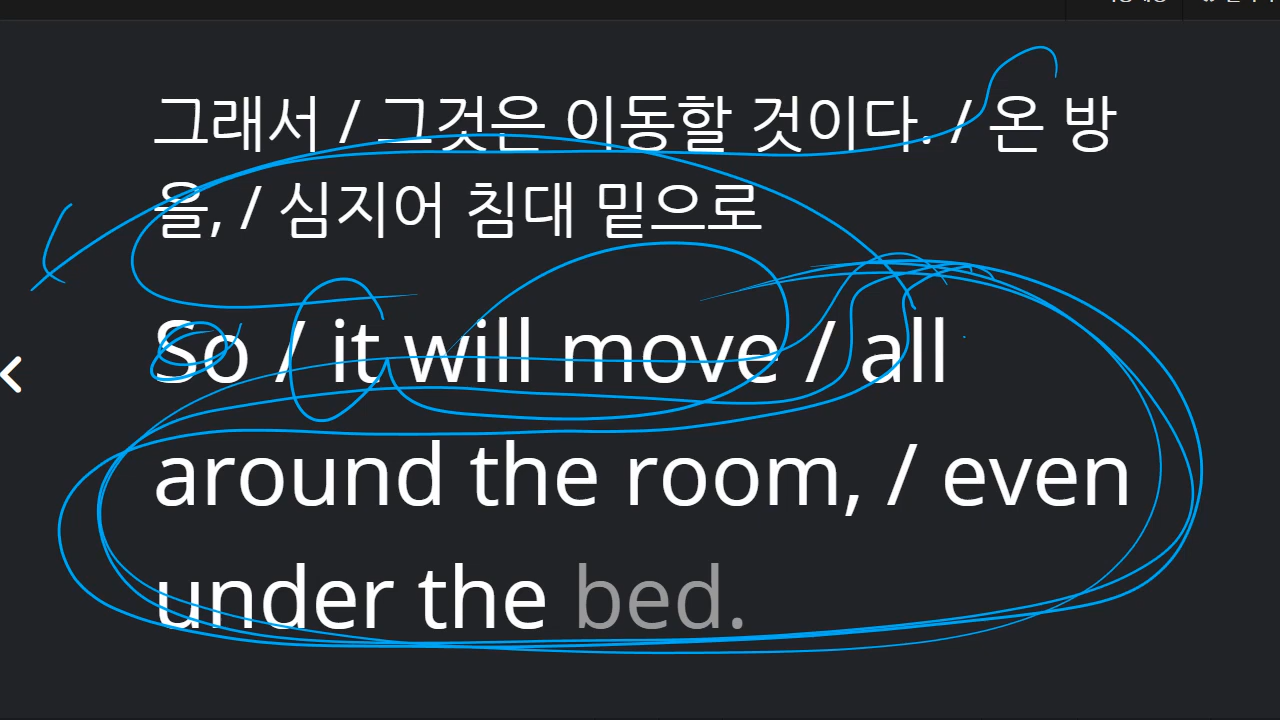 그래서 / 그것은 이동할 것이다. / 온 방
을, / 심지어 침대 밑으로
So / it will move / all
around the room, / even
under the bed.